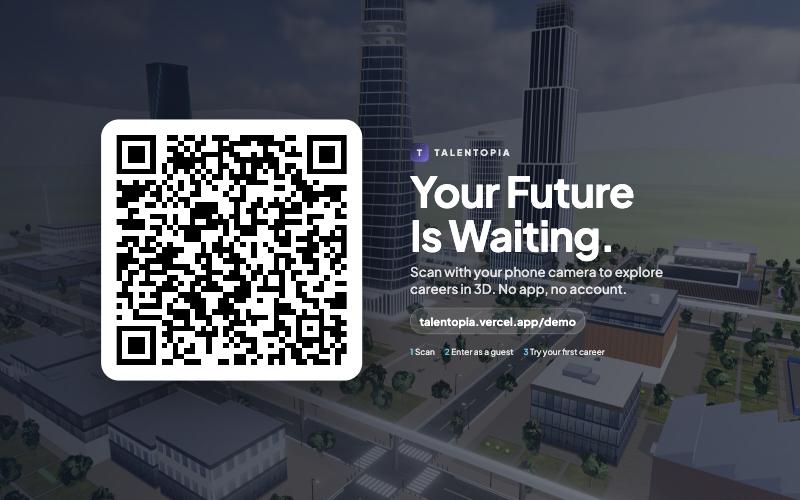 T TALENTOPIA
Your Future
Is Waiting.
Scan with your phone camera to explore
careers in 3D. No app, no account.
talentopia.vercel.app/demo
1 Scan 2 Enter as a guest 3 Try your first career